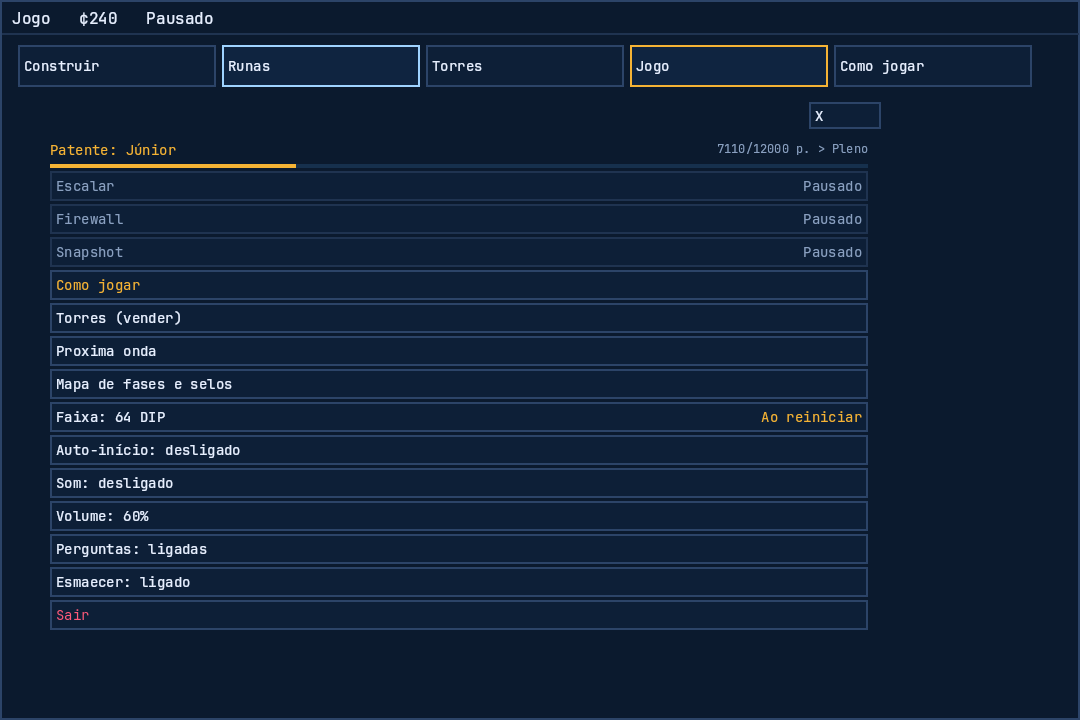 Jogo ¢240 Pausado
Construir Runas Torres Jogo Como jogar
X
Patente: Júnior 7110/12000 p. > Pleno
Escalar Pausado
Firewall Pausado
Snapshot Pausado
Como jogar
Torres (vender)
Proxima onda
Mapa de fases e selos
Faixa: 64 DIP Ao reiniciar
Auto-início: desligado
Som: desligado
Volume: 60%
Perguntas: ligadas
Esmaecer: ligado
Sair